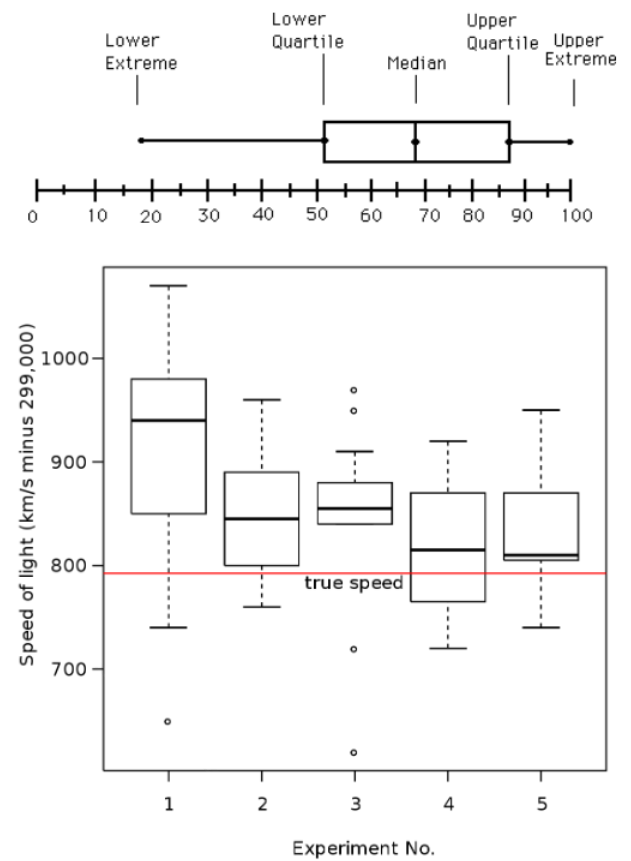 Lower
Extreme
Lower
Quartile
Median
Upper
Quartile
Upper
Extreme
0 10 20 30 40 50 60 70 80 90 100
Speed of light (km/s minus 299,000)
1000
900
800
700
true speed
1 2 3 4 5
Experiment No.